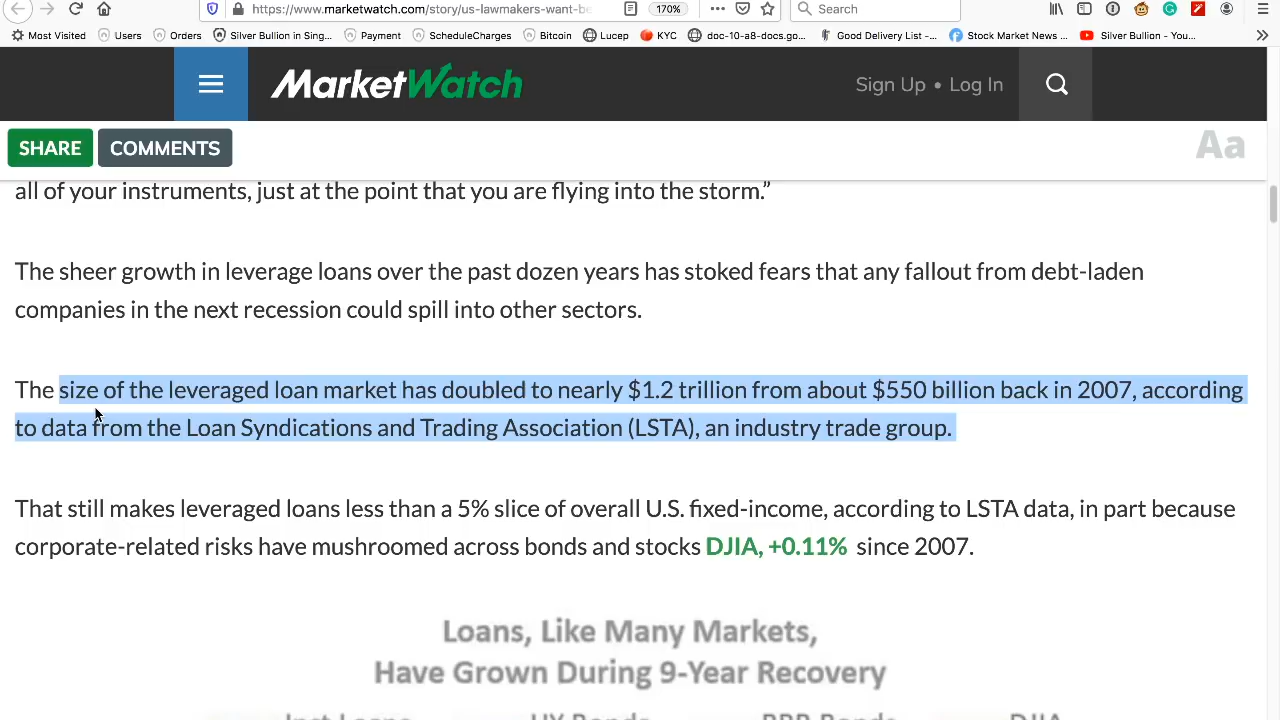 https://www.marketwatch.com/story/us-lawmakers-want-be
170%
Search
Most Visited
Users
Orders
Silver Bullion in Sing...
Payment
ScheduleCharges
Bitcoin
Lucep
KYC
doc-10-a8-docs.go...
Good Delivery List -...
Stock Market News ...
Silver Bullion - You...
MarketWatch
Sign Up • Log In
SHARE
COMMENTS
Aa
all of your instruments, just at the point that you are flying into the storm.”
The sheer growth in leverage loans over the past dozen years has stoked fears that any fallout from debt-laden
companies in the next recession could spill into other sectors.
The size of the leveraged loan market has doubled to nearly $1.2 trillion from about $550 billion back in 2007, according
to data from the Loan Syndications and Trading Association (LSTA), an industry trade group.
That still makes leveraged loans less than a 5% slice of overall U.S. fixed-income, according to LSTA data, in part because
corporate-related risks have mushroomed across bonds and stocks DJIA, +0.11% since 2007.
Loans, Like Many Markets,
Have Grown During 9-Year Recovery
Inst Loans
HY Bonds
BBB Bonds
DJIA